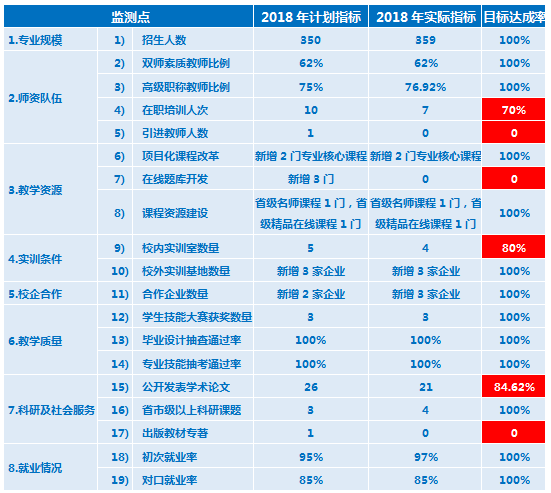 监测点 2018年计划指标 2018年实际指标 目标达成率
1.专业规模 1) 招生人数 350 359 100%
2.师资队伍 2) 双师素质教师比例 62% 62% 100%
3) 高级职称教师比例 75% 76.92% 100%
4) 在职培训人次 10 7 70%
5) 引进教师人数 1 0 0
3.教学资源 6) 项目化课程改革 新增2门专业核心课程 新增2门专业核心课程 100%
7) 在线题库开发 新增3门 0 0
8) 课程资源建设 省级名师课程1门，省 省级名师课程1门，省 100%
级精品在线课程1门 级精品在线课程1门
4.实训条件 9) 校内实训室数量 5 4 80%
10) 校外实训基地数量 新增3家企业 新增3家企业 100%
5.校企合作 11) 合作企业数量 新增2家企业 新增3家企业 100%
6.教学质量 12) 学生技能大赛获奖数量 3 3 100%
13) 毕业设计抽查通过率 100% 100% 100%
14) 专业技能抽考通过率 100% 100% 100%
7.科研及社会服务 15) 公开发表学术论文 26 21 84.62%
16) 省市级以上科研课题 3 4 100%
17) 出版教材专著 1 0 0
8.就业情况 18) 初次就业率 95% 97% 100%
19) 对口就业率 85% 85% 100%